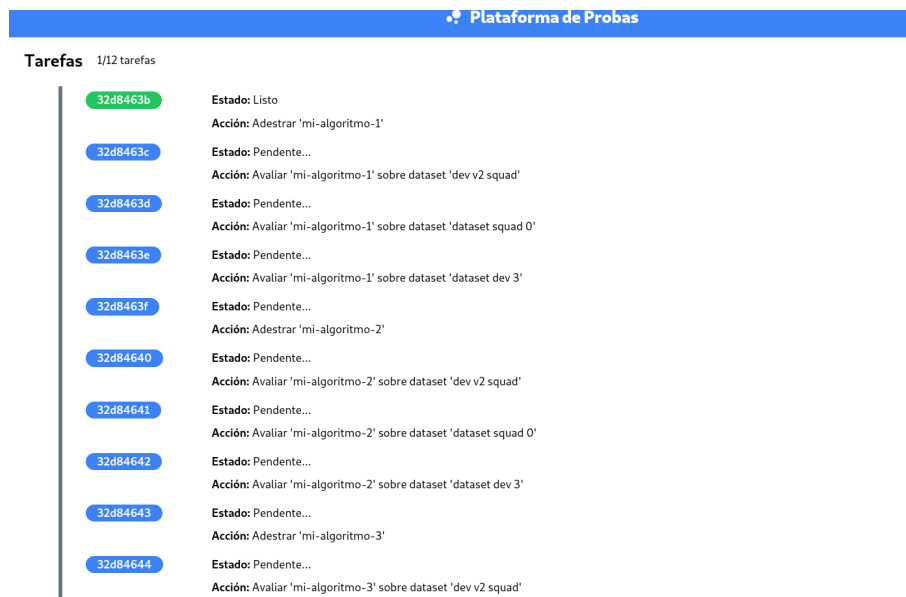 Plataforma de Probas
Tarefas 1/12 tarefas
32d8463b Estado: Listo
Acción: Adestrar 'mi-algoritmo-1'
32d8463c Estado: Pendente...
Acción: Avaliar 'mi-algoritmo-1' sobre dataset 'dev v2 squad'
32d8463d Estado: Pendente...
Acción: Avaliar 'mi-algoritmo-1' sobre dataset 'dataset squad 0'
32d8463e Estado: Pendente...
Acción: Avaliar 'mi-algoritmo-1' sobre dataset 'dataset dev 3'
32d8463f Estado: Pendente...
Acción: Adestrar 'mi-algoritmo-2'
32d84640 Estado: Pendente...
Acción: Avaliar 'mi-algoritmo-2' sobre dataset 'dev v2 squad'
32d84641 Estado: Pendente...
Acción: Avaliar 'mi-algoritmo-2' sobre dataset 'dataset squad 0'
32d84642 Estado: Pendente...
Acción: Avaliar 'mi-algoritmo-2' sobre dataset 'dataset dev 3'
32d84643 Estado: Pendente...
Acción: Adestrar 'mi-algoritmo-3'
32d84644 Estado: Pendente...
Acción: Avaliar 'mi-algoritmo-3' sobre dataset 'dev v2 squad'